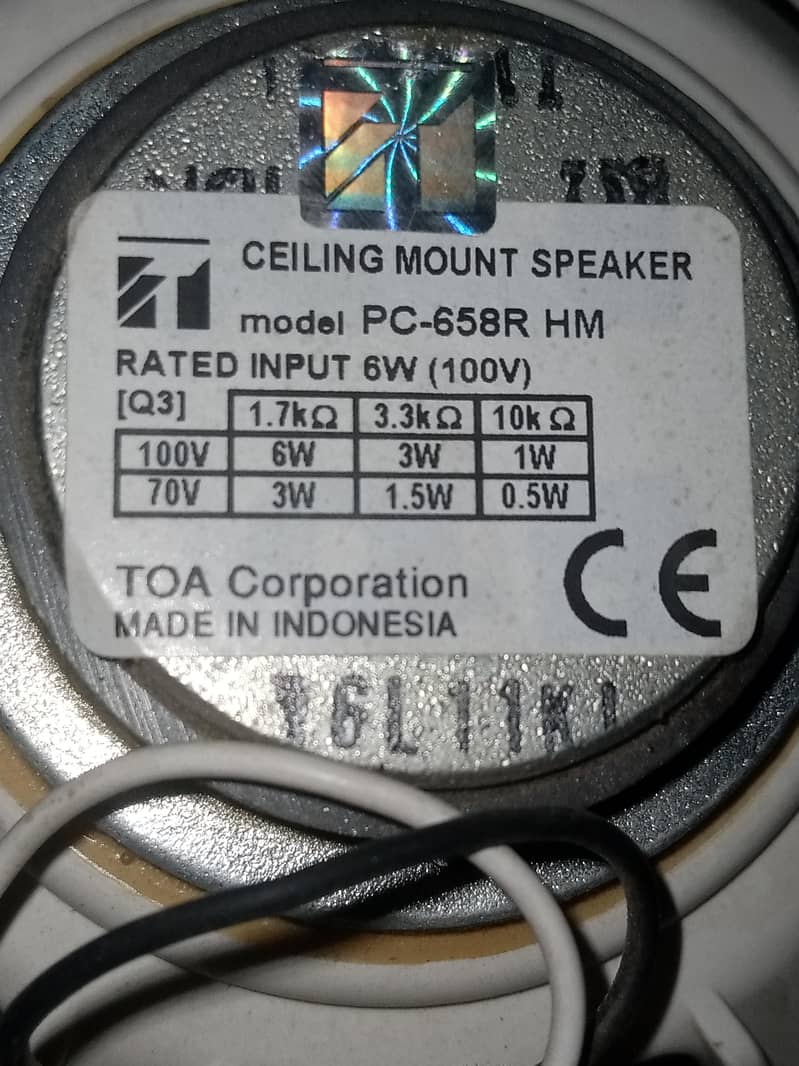 CEILING MOUNT SPEAKER
model PC-658R HM
RATED INPUT 6W (100V)
[Q3] 1.7kΩ 3.3kΩ 10kΩ
100V 6W 3W 1W
70V 3W 1.5W 0.5W
TOA Corporation
MADE IN INDONESIA
CE